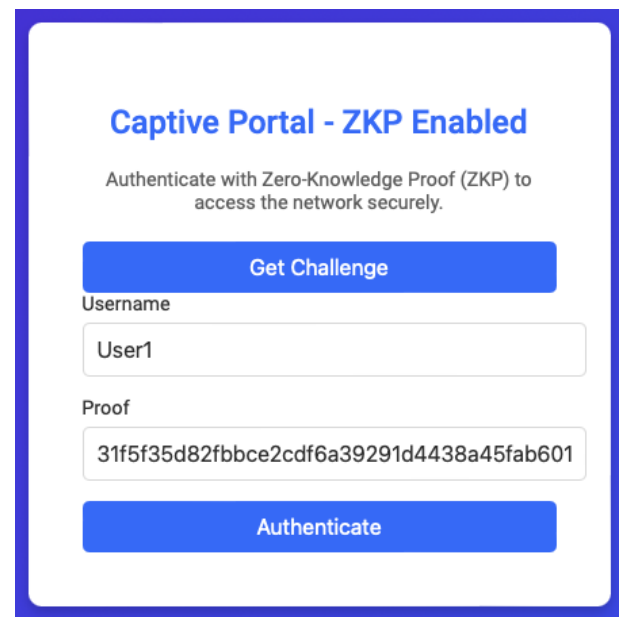 Captive Portal - ZKP Enabled
Authenticate with Zero-Knowledge Proof (ZKP) to
access the network securely.
Get Challenge
Username
User1
Proof
31f5f35d82fbbce2cdf6a39291d4438a45fab601
Authenticate